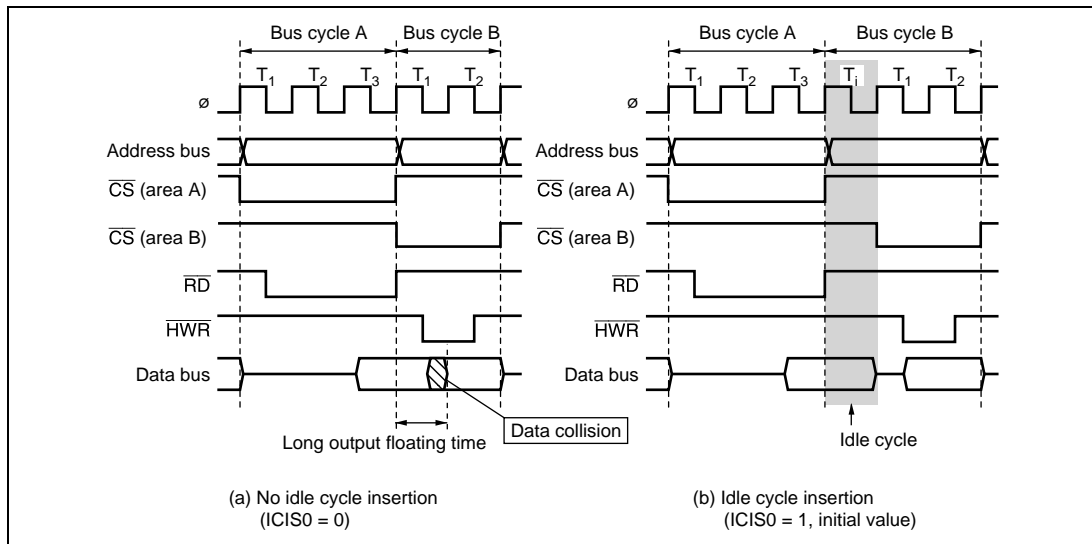 Bus cycle A Bus cycle B
T1 T2 T3 T1 T2
ø
Address bus
CS (area A)
CS (area B)
RD
HWR
Data bus
Long output floating time
Data collision
(a) No idle cycle insertion
(ICIS0 = 0)
Bus cycle A Bus cycle B
T1 T2 T3 Ti T1 T2
ø
Address bus
CS (area A)
CS (area B)
RD
HWR
Data bus
Idle cycle
(b) Idle cycle insertion
(ICIS0 = 1, initial value)